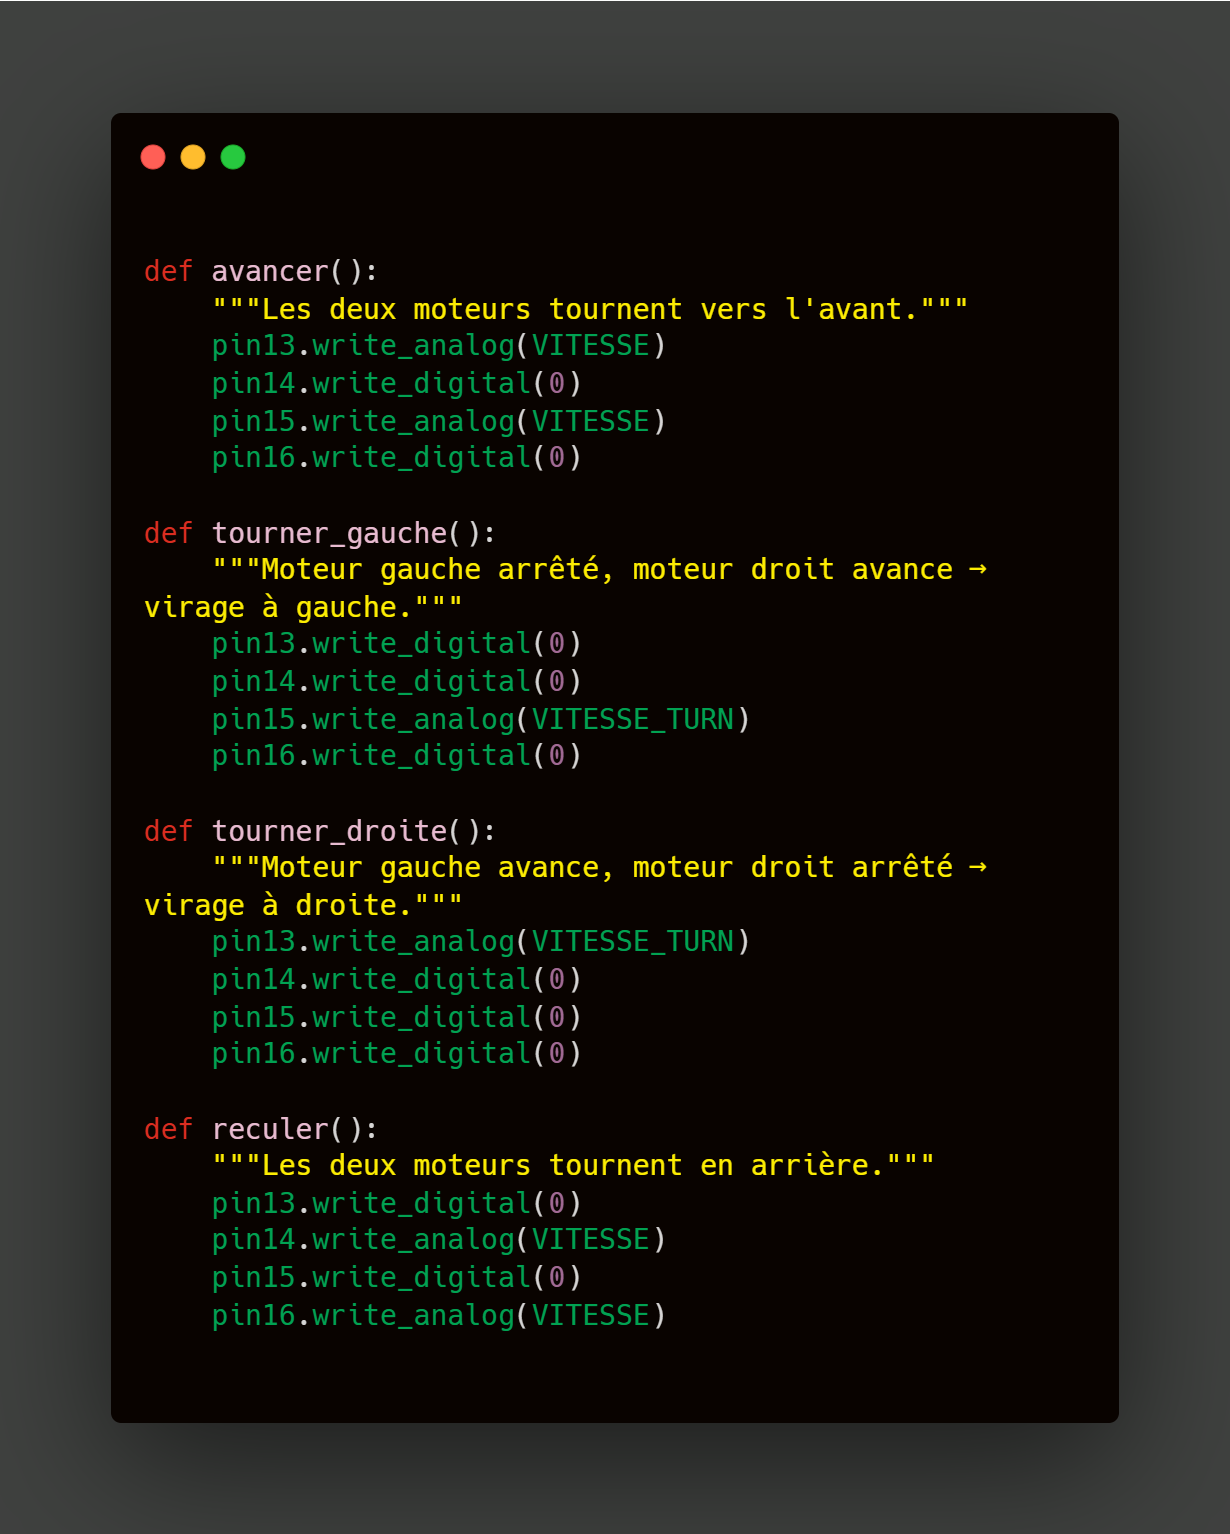 def avancer():
    """Les deux moteurs tournent vers l'avant."""
    pin13.write_analog(VITESSE)
    pin14.write_digital(0)
    pin15.write_analog(VITESSE)
    pin16.write_digital(0)

def tourner_gauche():
    """Moteur gauche arrêté, moteur droit avance →
virage à gauche."""
    pin13.write_digital(0)
    pin14.write_digital(0)
    pin15.write_analog(VITESSE_TURN)
    pin16.write_digital(0)

def tourner_droite():
    """Moteur gauche avance, moteur droit arrêté →
virage à droite."""
    pin13.write_analog(VITESSE_TURN)
    pin14.write_digital(0)
    pin15.write_digital(0)
    pin16.write_digital(0)

def reculer():
    """Les deux moteurs tournent en arrière."""
    pin13.write_digital(0)
    pin14.write_analog(VITESSE)
    pin15.write_digital(0)
    pin16.write_analog(VITESSE)